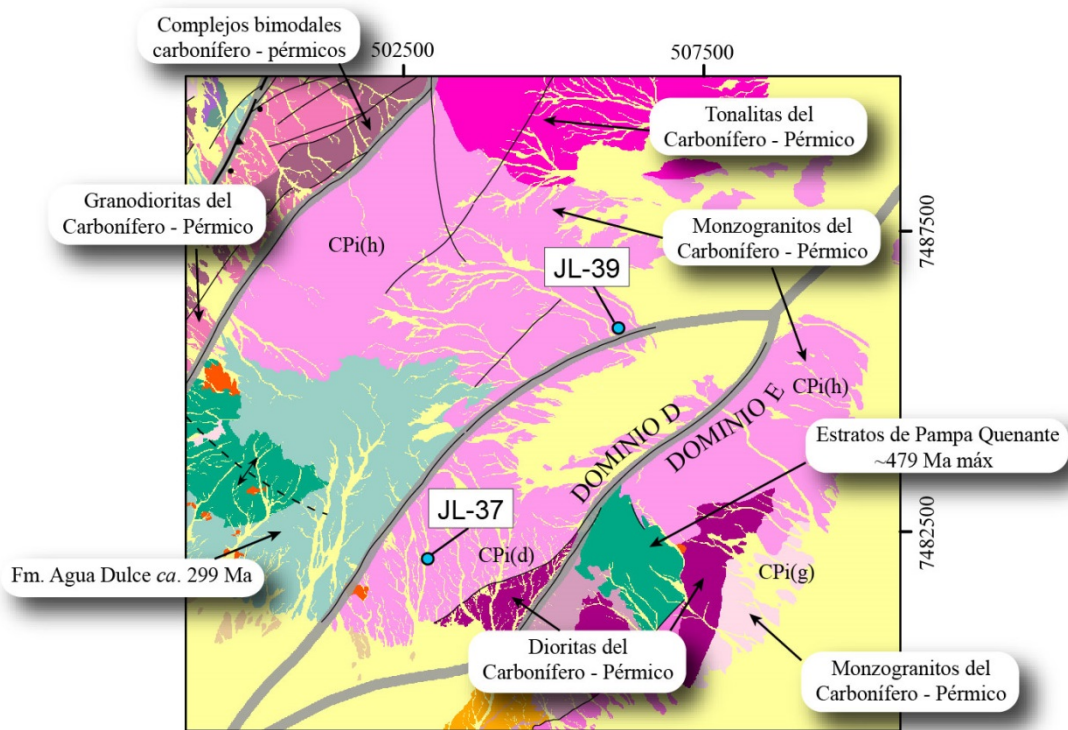 Complejos bimodales
carbonífero - pérmicos
502500
507500
Tonalitas del
Carbonífero - Pérmico
Granodioritas del
Carbonífero - Pérmico
CPi(h)
Monzogranitos del
Carbonífero - Pérmico
7487500
JL-39
CPi(h)
DOMINIO D
DOMINIO E
Estratos de Pampa Quenante
~479 Ma máx
JL-37
7482500
CPi(d)
CPi(g)
Fm. Agua Dulce ca. 299 Ma
Dioritas del
Carbonífero - Pérmico
Monzogranitos del
Carbonífero - Pérmico